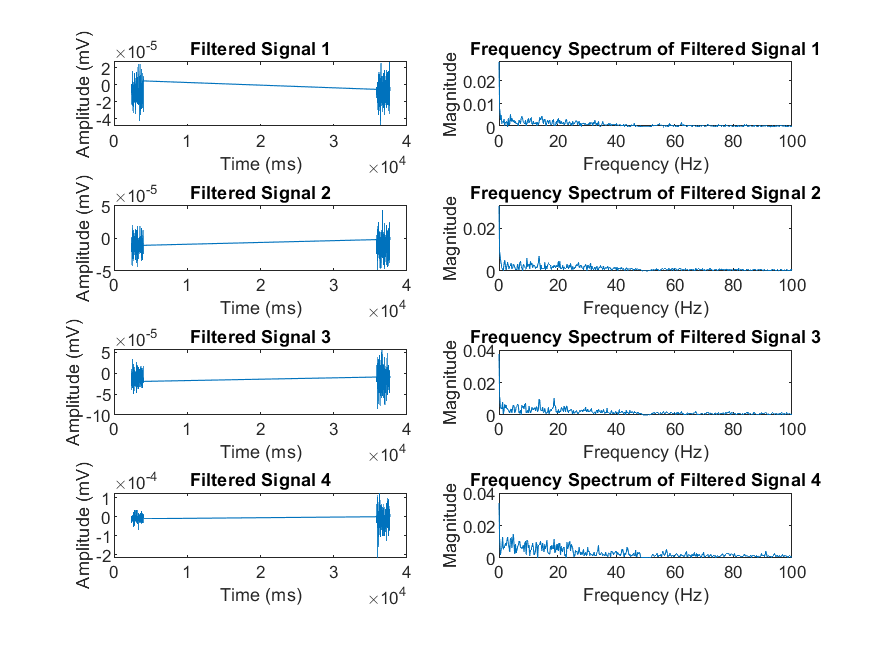 Filtered Signal 1
×10-5
Amplitude (mV)
2
0
-2
-4
0 1 2 3 4
Time (ms)
×104
Frequency Spectrum of Filtered Signal 1
Magnitude
0.02
0.01
0
0 20 40 60 80 100
Frequency (Hz)
Filtered Signal 2
×10-5
Amplitude (mV)
5
0
-5
0 1 2 3 4
Time (ms)
×104
Frequency Spectrum of Filtered Signal 2
Magnitude
0.02
0
0 20 40 60 80 100
Frequency (Hz)
Filtered Signal 3
×10-5
Amplitude (mV)
5
0
-5
-10
0 1 2 3 4
Time (ms)
×104
Frequency Spectrum of Filtered Signal 3
Magnitude
0.04
0.02
0
0 20 40 60 80 100
Frequency (Hz)
Filtered Signal 4
×10-4
Amplitude (mV)
1
0
-1
-2
0 1 2 3 4
Time (ms)
×104
Frequency Spectrum of Filtered Signal 4
Magnitude
0.04
0.02
0
0 20 40 60 80 100
Frequency (Hz)